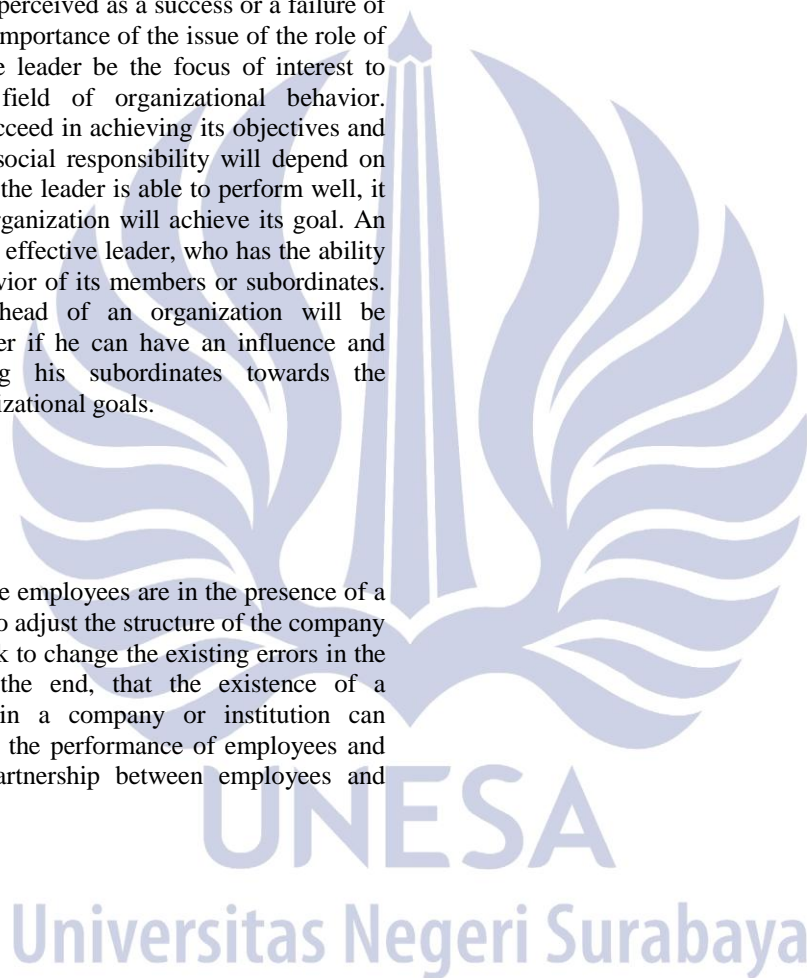 perceived as a success or a failure of
importance of the issue of the role of
e leader be the focus of interest to
field of organizational behavior.
cceed in achieving its objectives and
social responsibility will depend on
the leader is able to perform well, it
rganization will achieve its goal. An
effective leader, who has the ability
vior of its members or subordinates.
head of an organization will be
er if he can have an influence and
g his subordinates towards the
izational goals.
e employees are in the presence of a
o adjust the structure of the company
k to change the existing errors in the
the end, that the existence of a
in a company or institution can
the performance of employees and
artnership between employees and
UNESA
Universitas Negeri Surabaya